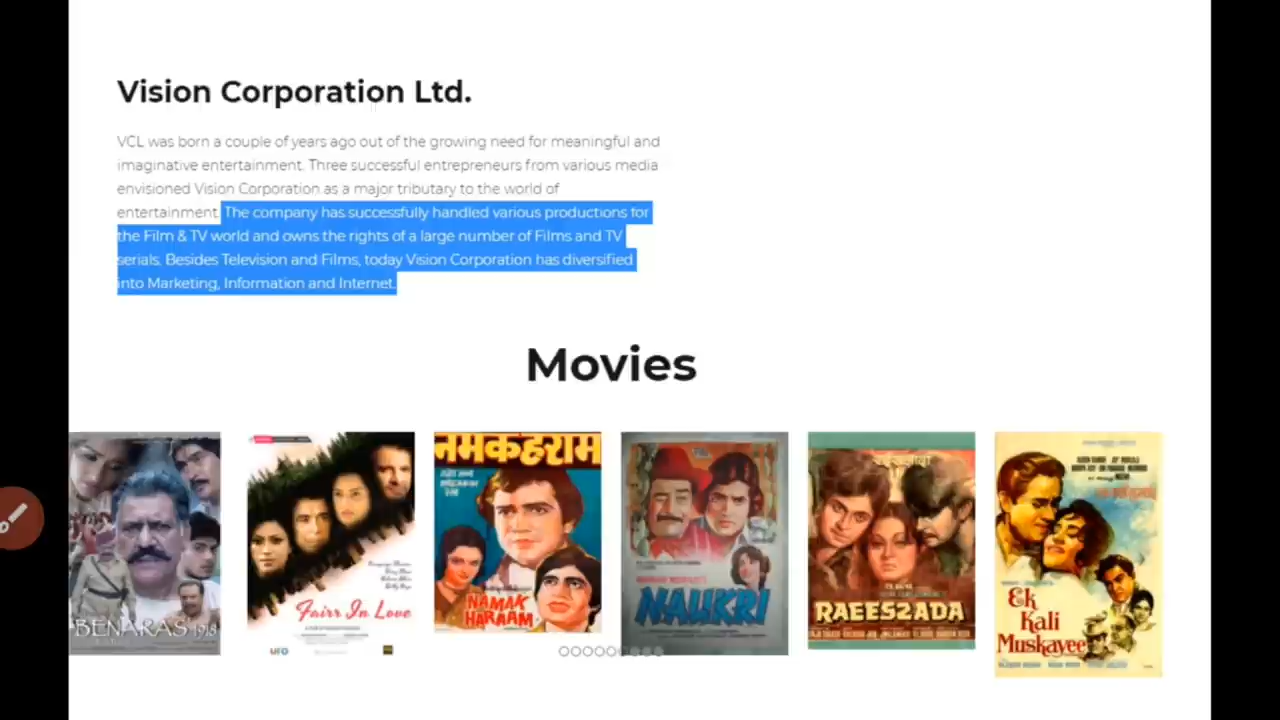 Vision Corporation Ltd.
VCL was born a couple of years ago out of the growing need for meaningful and
imaginative entertainment. Three successful entrepreneurs from various media
envisioned Vision Corporation as a major tributary to the world of
entertainment. The company has successfully handled various productions for
the Film & TV world and owns the rights of a large number of Films and TV
serials. Besides Television and Films, today Vision Corporation has diversified
into Marketing, Information and Internet.
Movies
BENARAS 1918
Fairr In Love
UFO
नमकहराम
NAMAK
HARAAM
NAUKRI
RAEESZADA
Ek
Kali
Muskayee